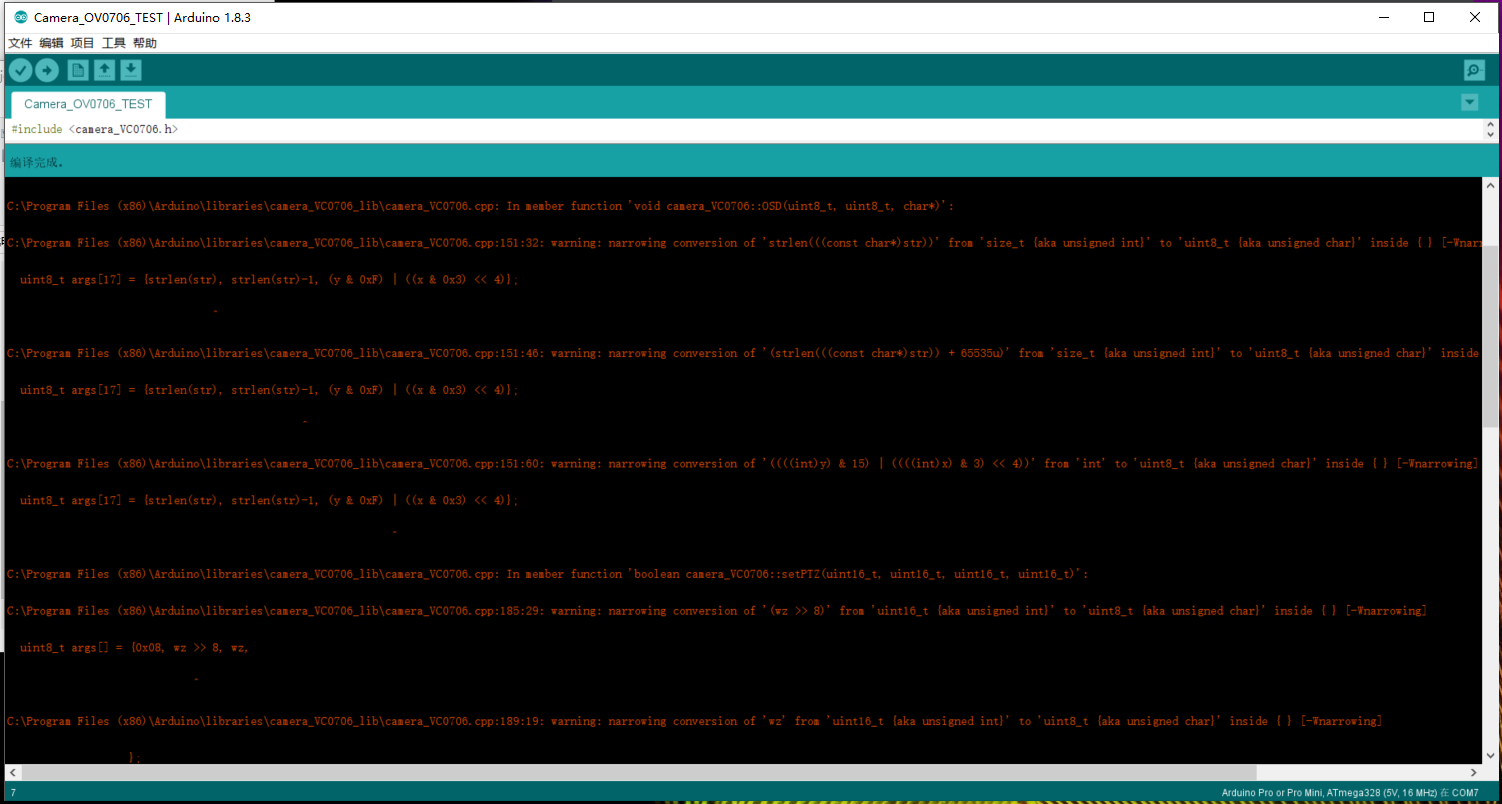 Camera_OV0706_TEST | Arduino 1.8.3
文件 编辑 项目 工具 帮助
Camera_OV0706_TEST
#include <camera_VC0706.h>
编译完成。
C:\Program Files (x86)\Arduino\libraries\camera_VC0706_lib\camera_VC0706.cpp: In member function 'void camera_VC0706::OSD(uint8_t, uint8_t, char*)':
C:\Program Files (x86)\Arduino\libraries\camera_VC0706_lib\camera_VC0706.cpp:151:32: warning: narrowing conversion of 'strlen(((const char*)str))' from 'size_t {aka unsigned int}' to 'uint8_t {aka unsigned char}' inside { } [-Wnarr
uint8_t args[17] = {strlen(str), strlen(str)-1, (y & 0xF) | ((x & 0x3) << 4)};
C:\Program Files (x86)\Arduino\libraries\camera_VC0706_lib\camera_VC0706.cpp:151:46: warning: narrowing conversion of '(strlen(((const char*)str)) + 65535u)' from 'size_t {aka unsigned int}' to 'uint8_t {aka unsigned char}' inside
uint8_t args[17] = {strlen(str), strlen(str)-1, (y & 0xF) | ((x & 0x3) << 4)};
C:\Program Files (x86)\Arduino\libraries\camera_VC0706_lib\camera_VC0706.cpp:151:60: warning: narrowing conversion of '((((int)y) & 15) | ((((int)x) & 3) << 4))' from 'int' to 'uint8_t {aka unsigned char}' inside { } [-Wnarrowing]
uint8_t args[17] = {strlen(str), strlen(str)-1, (y & 0xF) | ((x & 0x3) << 4)};
C:\Program Files (x86)\Arduino\libraries\camera_VC0706_lib\camera_VC0706.cpp: In member function 'boolean camera_VC0706::setPTZ(uint16_t, uint16_t, uint16_t, uint16_t)':
C:\Program Files (x86)\Arduino\libraries\camera_VC0706_lib\camera_VC0706.cpp:185:29: warning: narrowing conversion of '(wz >> 8)' from 'uint16_t {aka unsigned int}' to 'uint8_t {aka unsigned char}' inside { } [-Wnarrowing]
uint8_t args[] = {0x08, wz >> 8, wz,
C:\Program Files (x86)\Arduino\libraries\camera_VC0706_lib\camera_VC0706.cpp:189:19: warning: narrowing conversion of 'wz' from 'uint16_t {aka unsigned int}' to 'uint8_t {aka unsigned char}' inside { } [-Wnarrowing]
};
7
Arduino Pro or Pro Mini, ATmega328 (5V, 16 MHz) 在 COM7